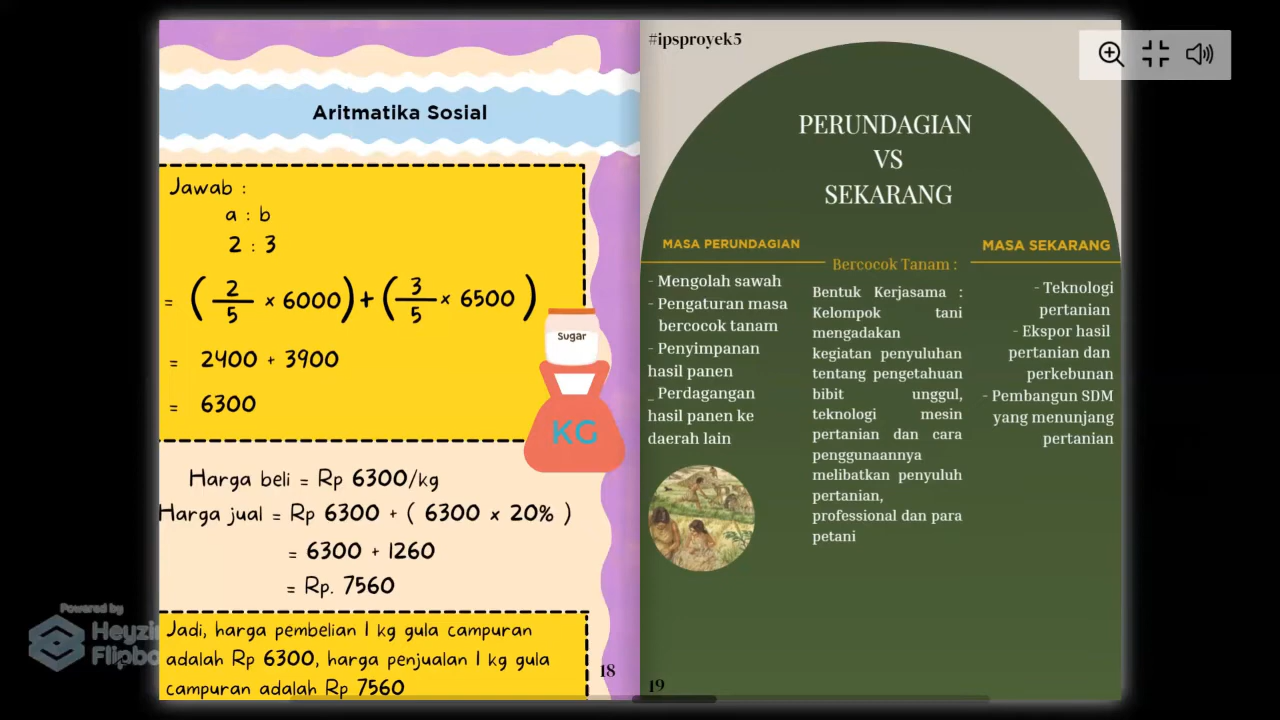 Aritmatika Sosial
Jawab :
a : b
2 : 3
= ( 2/5 × 6000) + ( 3/5 × 6500 )
= 2400 + 3900
= 6300
Sugar
KG
Harga beli = Rp 6300/kg
Harga jual = Rp 6300 + ( 6300 x 20% )
= 6300 + 1260
= Rp. 7560
Jadi, harga pembelian 1 kg gula campuran
adalah Rp 6300, harga penjualan 1 kg gula
campuran adalah Rp 7560
18
#ipsproyek5
PERUNDAGIAN
VS
SEKARANG
MASA PERUNDAGIAN
- Mengolah sawah
- Pengaturan masa
bercocok tanam
- Penyimpanan
hasil panen
_ Perdagangan
hasil panen ke
daerah lain
Bercocok Tanam :
Bentuk Kerjasama :
Kelompok tani
mengadakan
kegiatan penyuluhan
tentang pengetahuan
bibit unggul,
teknologi mesin
pertanian dan cara
penggunaannya
melibatkan penyuluh
pertanian,
professional dan para
petani
MASA SEKARANG
- Teknologi
pertanian
- Ekspor hasil
pertanian dan
perkebunan
- Pembangun SDM
yang menunjang
pertanian
19
Powered by